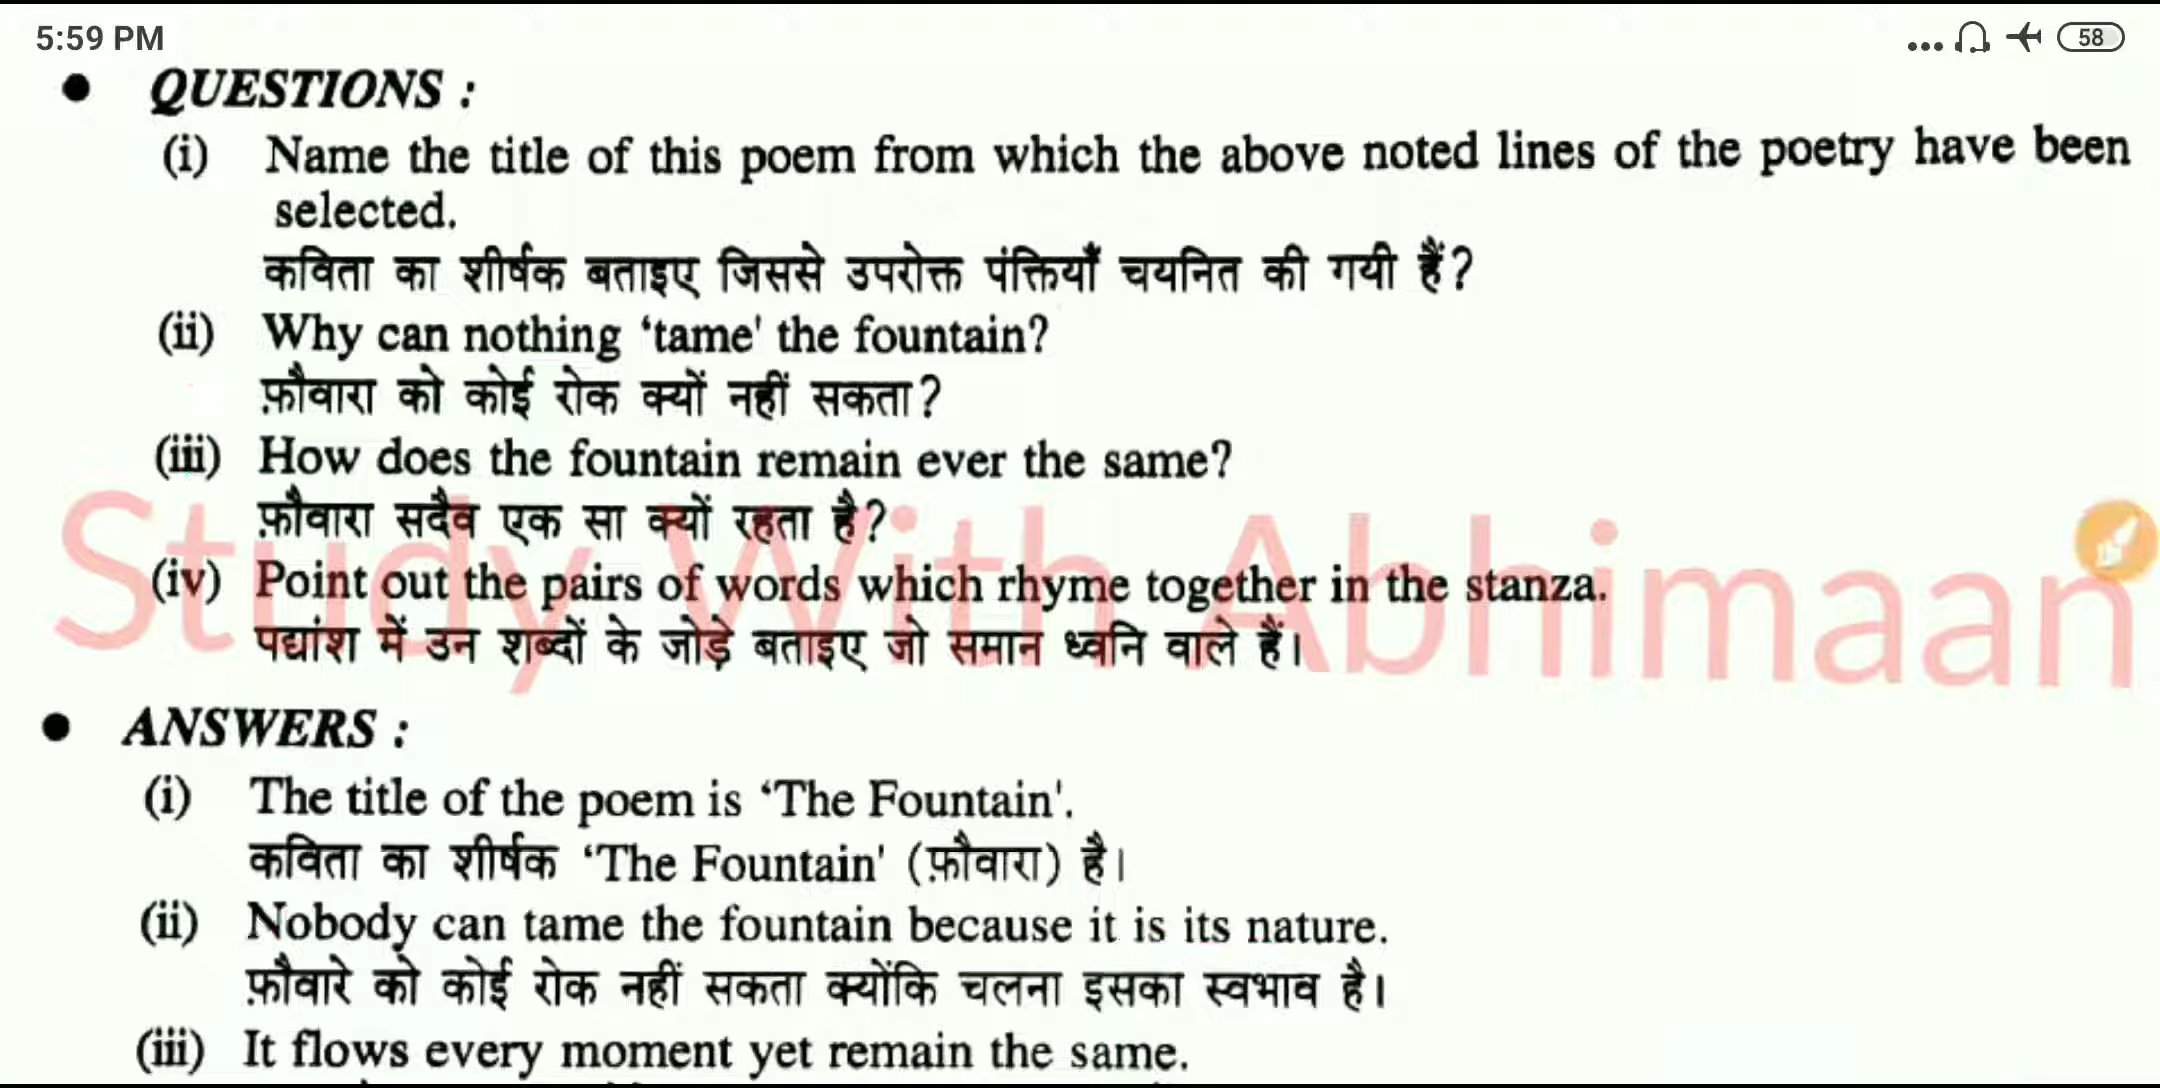 5:59 PM
... 58
● QUESTIONS :
(i) Name the title of this poem from which the above noted lines of the poetry have been
selected.
कविता का शीर्षक बताइए जिससे उपरोक्त पंक्तियाँ चयनित की गयी हैं?
(ii) Why can nothing ‘tame' the fountain?
फ़ौवारा को कोई रोक क्यों नहीं सकता?
(iii) How does the fountain remain ever the same?
फ़ौवारा सदैव एक सा क्यों रहता है?
Study With Abhimaan
(iv) Point out the pairs of words which rhyme together in the stanza.
पद्यांश में उन शब्दों के जोड़े बताइए जो समान ध्वनि वाले हैं।
● ANSWERS :
(i) The title of the poem is ‘The Fountain'.
कविता का शीर्षक ‘The Fountain' (फ़ौवारा) है।
(ii) Nobody can tame the fountain because it is its nature.
फ़ौवारे को कोई रोक नहीं सकता क्योंकि चलना इसका स्वभाव है।
(iii) It flows every moment yet remain the same.